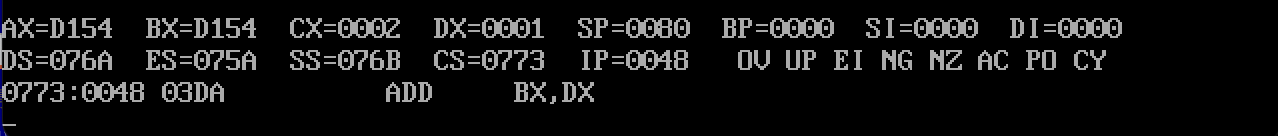 AX=D154  BX=D154  CX=0002  DX=0001  SP=0080  BP=0000  SI=0000  DI=0000
DS=076A  ES=075A  SS=076B  CS=0773  IP=0048   OV UP EI NG NZ AC PO CY
0773:0048 03DA          ADD     BX,DX
_